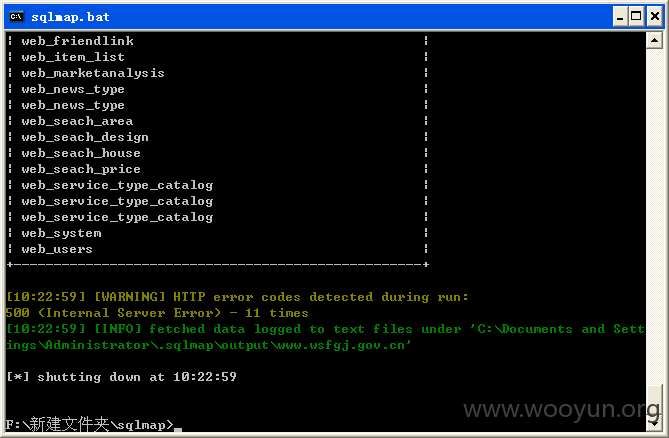 sqlmap.bat
¦ web_friendlink ¦
¦ web_item_list ¦
¦ web_marketanalysis ¦
¦ web_news_type ¦
¦ web_news_type ¦
¦ web_seach_area ¦
¦ web_seach_design ¦
¦ web_seach_house ¦
¦ web_seach_price ¦
¦ web_service_type_catalog ¦
¦ web_service_type_catalog ¦
¦ web_service_type_catalog ¦
¦ web_system ¦
¦ web_users ¦
+---------------------------------------------------+
[10:22:59] [WARNING] HTTP error codes detected during run:
500 (Internal Server Error) - 11 times
[10:22:59] [INFO] fetched data logged to text files under 'C:\Documents and Sett
ings\Administrator\.sqlmap\output\www.wsfgj.gov.cn'
[*] shutting down at 10:22:59
F:\新建文件夹\sqlmap>_
www.wooyun.org